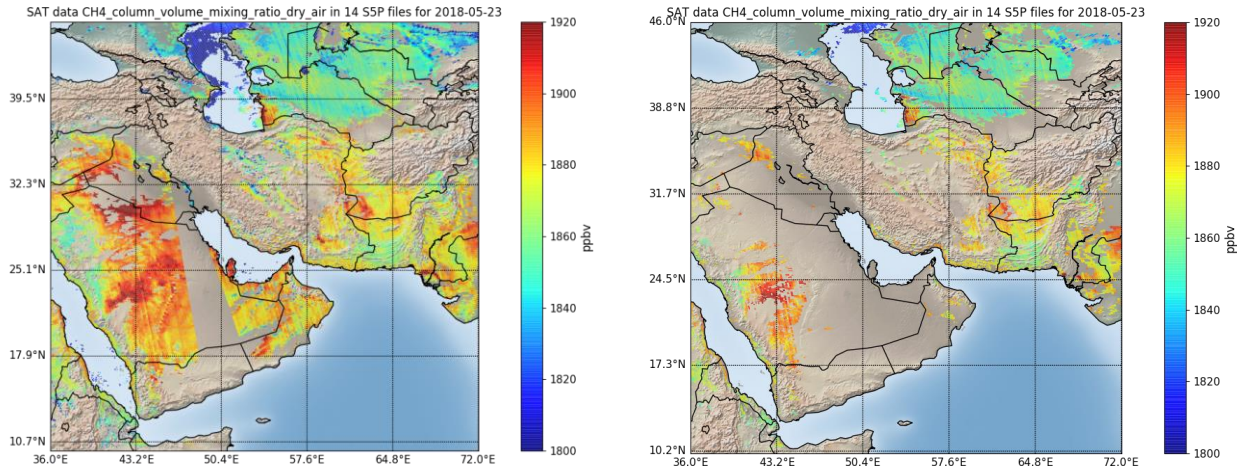 SAT data CH4_column_volume_mixing_ratio_dry_air in 14 S5P files for 2018-05-23
39.5°N
32.3°N
25.1°N
17.9°N
10.7°N
36.0°E 43.2°E 50.4°E 57.6°E 64.8°E 72.0°E
1920
1900
1880
1860
1840
1820
1800
ppbv
SAT data CH4_column_volume_mixing_ratio_dry_air in 14 S5P files for 2018-05-23
46.0°N
38.8°N
31.7°N
24.5°N
17.3°N
10.2°N
36.0°E 43.2°E 50.4°E 57.6°E 64.8°E 72.0°E
1920
1900
1880
1860
1840
1820
1800
ppbv